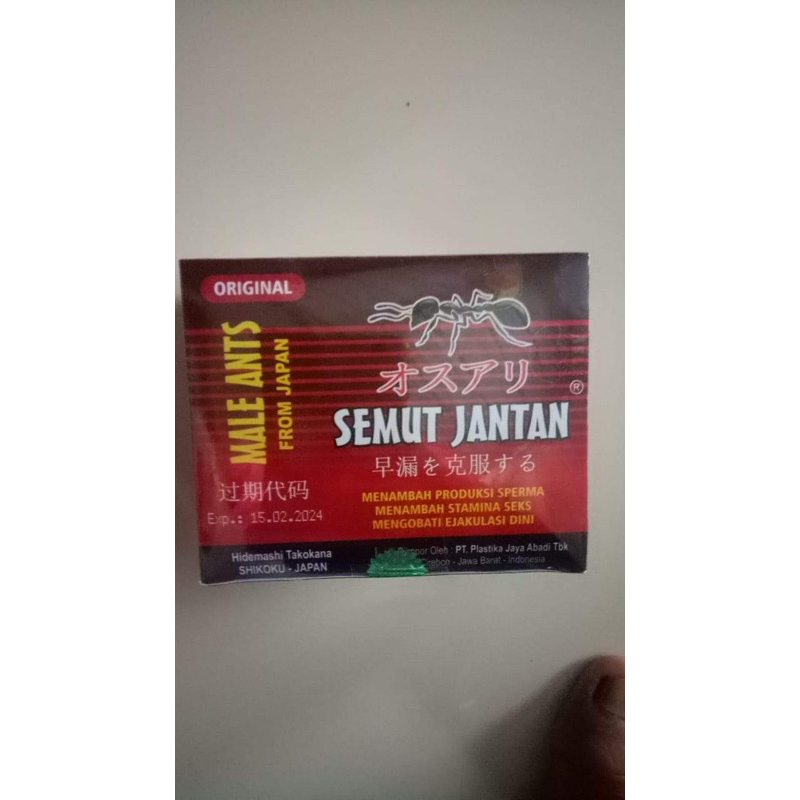 ORIGINAL
MALE ANTS
FROM JAPAN
オスアリ
®
SEMUT JANTAN
早漏を克服する
过期代码
Exp.: 15.02.2024
MENAMBAH PRODUKSI SPERMA
MENAMBAH STAMINA SEKS
MENGOBATI EJAKULASI DINI
Hidemashi Takokana
SHIKOKU - JAPAN
Oleh : PT. Plastika Jaya Abadi Tbk
- Jawa Barat - Indonesia